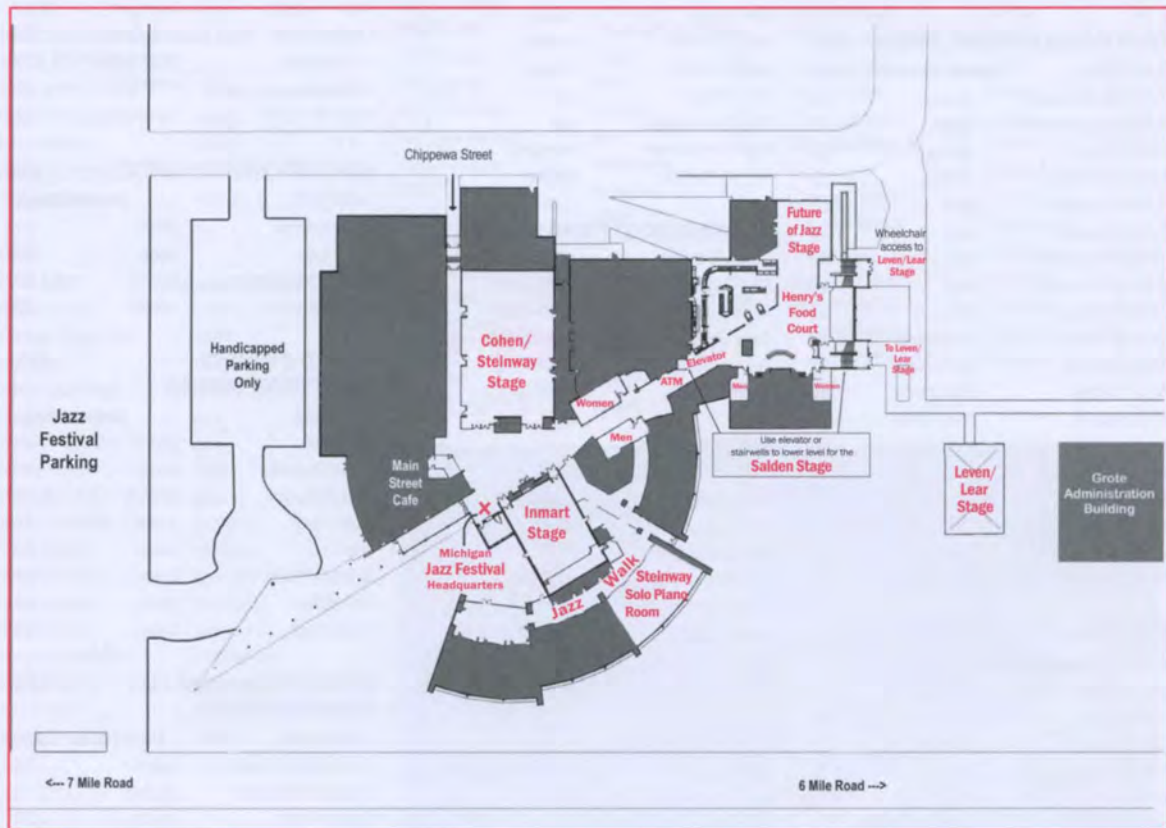 Chippewa Street
Future
of Jazz
Stage
Wheelchair
access to
Leven/Lear
Stage
Henry's
Food
Court
Cohen/
Steinway
Stage
Handicapped
Parking
Only
To Leven/
Lear
Stage
Elevator
ATM
Women
Men
Women
Jazz
Festival
Parking
Men
Use elevator or
stairwells to lower level for the
Salden Stage
Main
Street
Cafe
Leven/
Lear
Stage
Grote
Administration
Building
X
Inmart
Stage
Michigan
Jazz Festival
Headquarters
Jazz Walk
Steinway
Solo Piano
Room
<--- 7 Mile Road
6 Mile Road --->